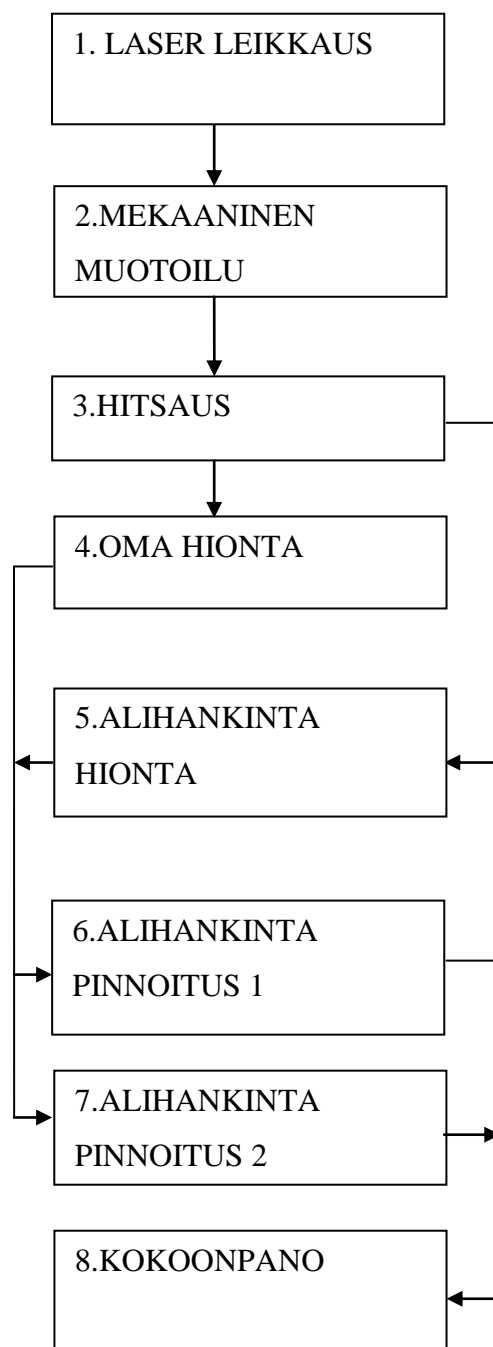 1. LASER LEIKKAUS
2.MEKAANINEN
MUOTOILU
3.HITSAUS
4.OMA HIONTA
5.ALIHANKINTA
HIONTA
6.ALIHANKINTA
PINNOITUS 1
7.ALIHANKINTA
PINNOITUS 2
8.KOKOONPANO